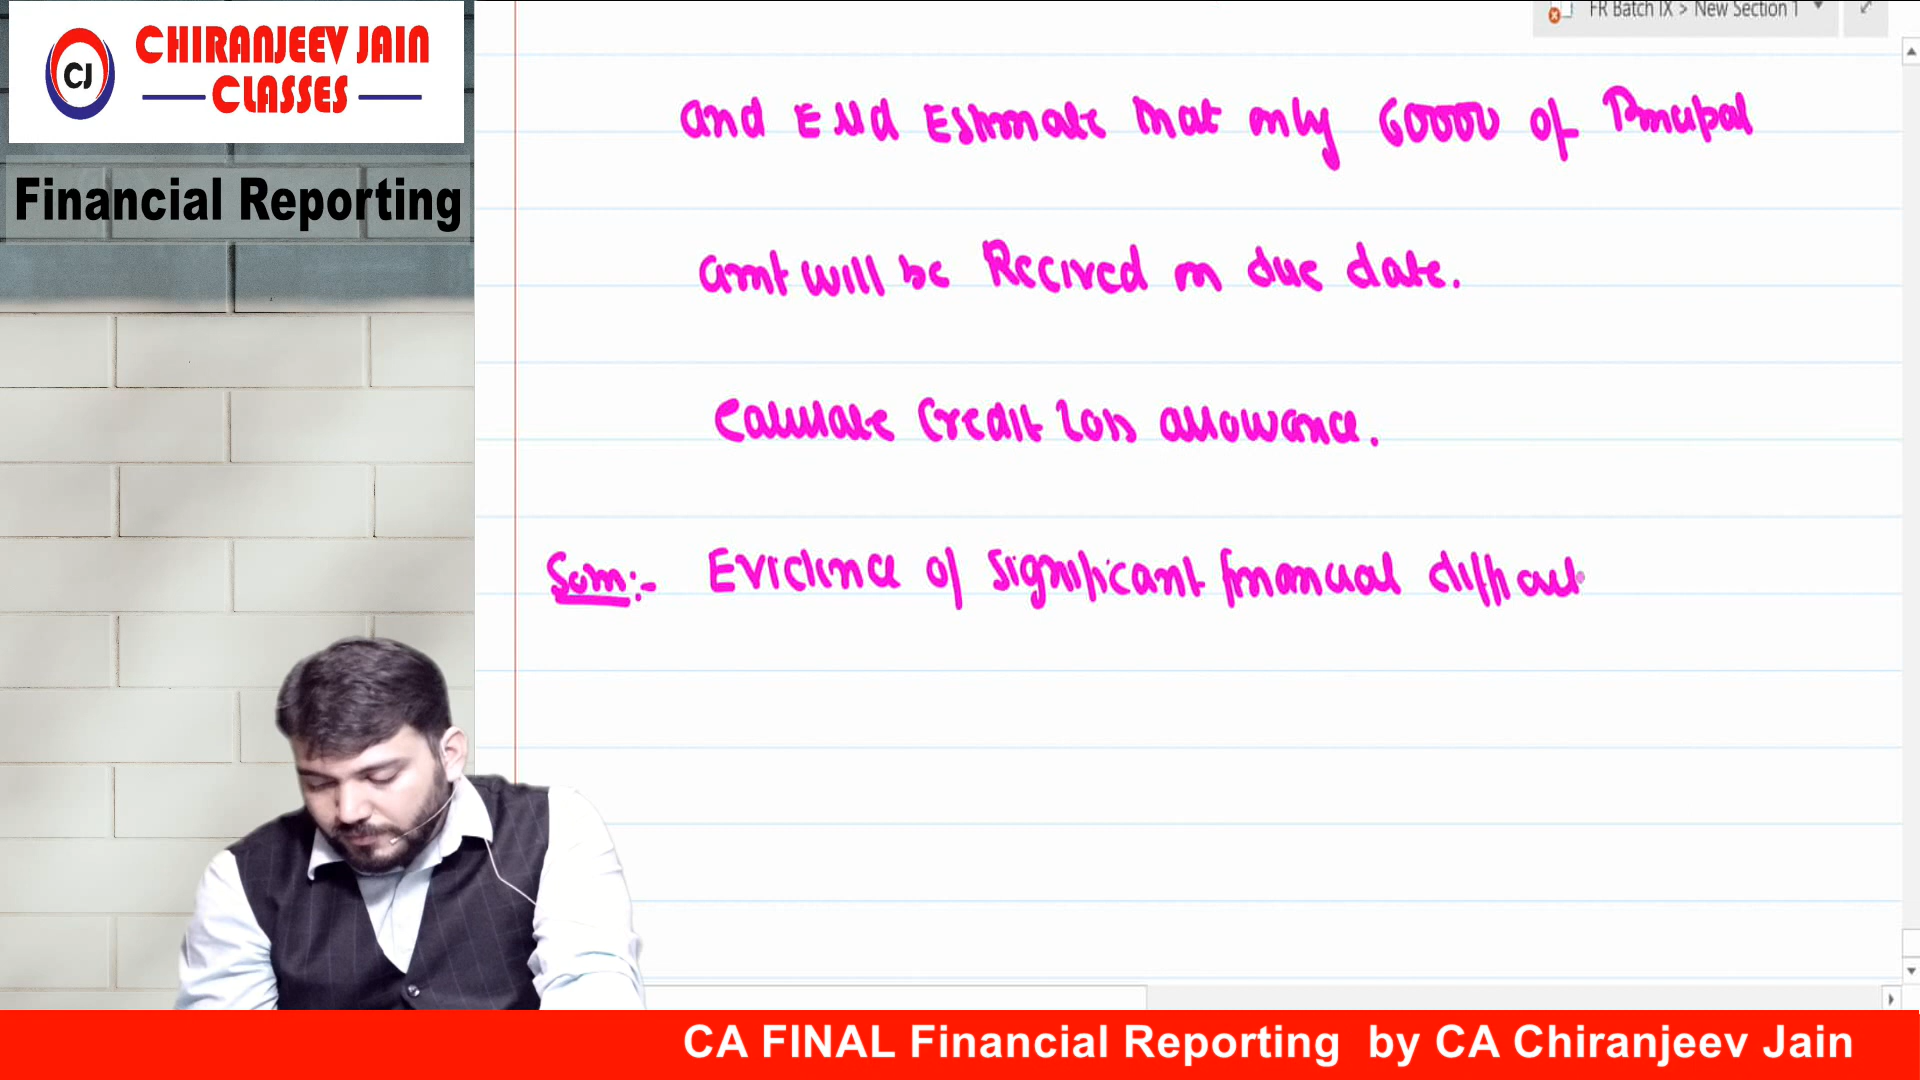 CHIRANJEEV JAIN
CLASSES
CJ
Financial Reporting
FR Batch IX > New Section 1
and END Estimate that only 60000 of Principal
amt will be Recived on due date.
Calculate Credit Loss allowance.
Soln:- Evidence of significant financial difficult
CA FINAL Financial Reporting by CA Chiranjeev Jain